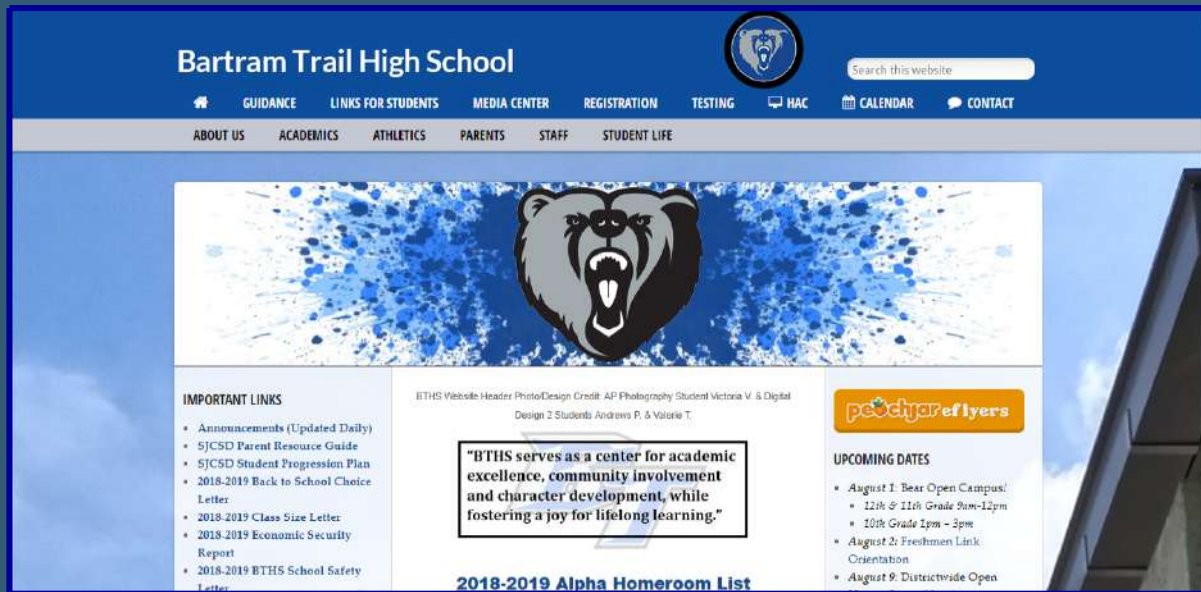 Bartram Trail High School
Search this website
GUIDANCE LINKS FOR STUDENTS MEDIA CENTER REGISTRATION TESTING HAC CALENDAR CONTACT
ABOUT US ACADEMICS ATHLETICS PARENTS STAFF STUDENT LIFE
IMPORTANT LINKS
Announcements (Updated Daily)
SJCSD Parent Resource Guide
SJCSD Student Progression Plan
2018-2019 Back to School Choice
Letter
2018-2019 Class Size Letter
2018-2019 Economic Security
Report
2018-2019 BTHS School Safety
Letter
BTHS Website Header Photo/Design Credit: AP Photography Student Victoria V. & Digital
Design 2 Students Andrews P. & Valerie T.
"BTHS serves as a center for academic
excellence, community involvement
and character development, while
fostering a joy for lifelong learning."
2018-2019 Alpha Homeroom List
peachjar eflyers
UPCOMING DATES
August 1: Bear Open Campus!
12th & 11th Grade 9am-12pm
10th Grade 1pm – 3pm
August 2: Freshmen Link
Orientation
August 9: Districtwide Open